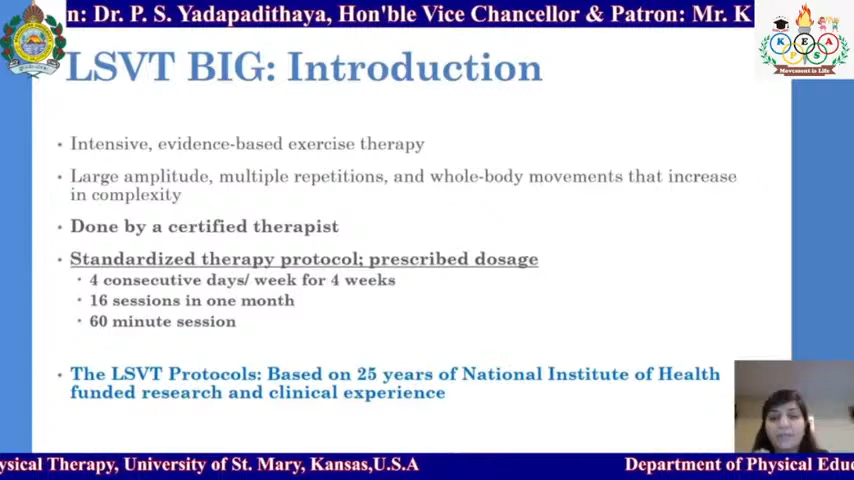 n: Dr. P. S. Yadapadithaya, Hon'ble Vice Chancellor & Patron: Mr. K
K E A
P S
Movement is Life
LSVT BIG: Introduction
• Intensive, evidence-based exercise therapy
• Large amplitude, multiple repetitions, and whole-body movements that increase
in complexity
• Done by a certified therapist
• Standardized therapy protocol; prescribed dosage
• 4 consecutive days/ week for 4 weeks
• 16 sessions in one month
• 60 minute session
• The LSVT Protocols: Based on 25 years of National Institute of Health
funded research and clinical experience
ysical Therapy, University of St. Mary, Kansas,U.S.A
Department of Physical Educ